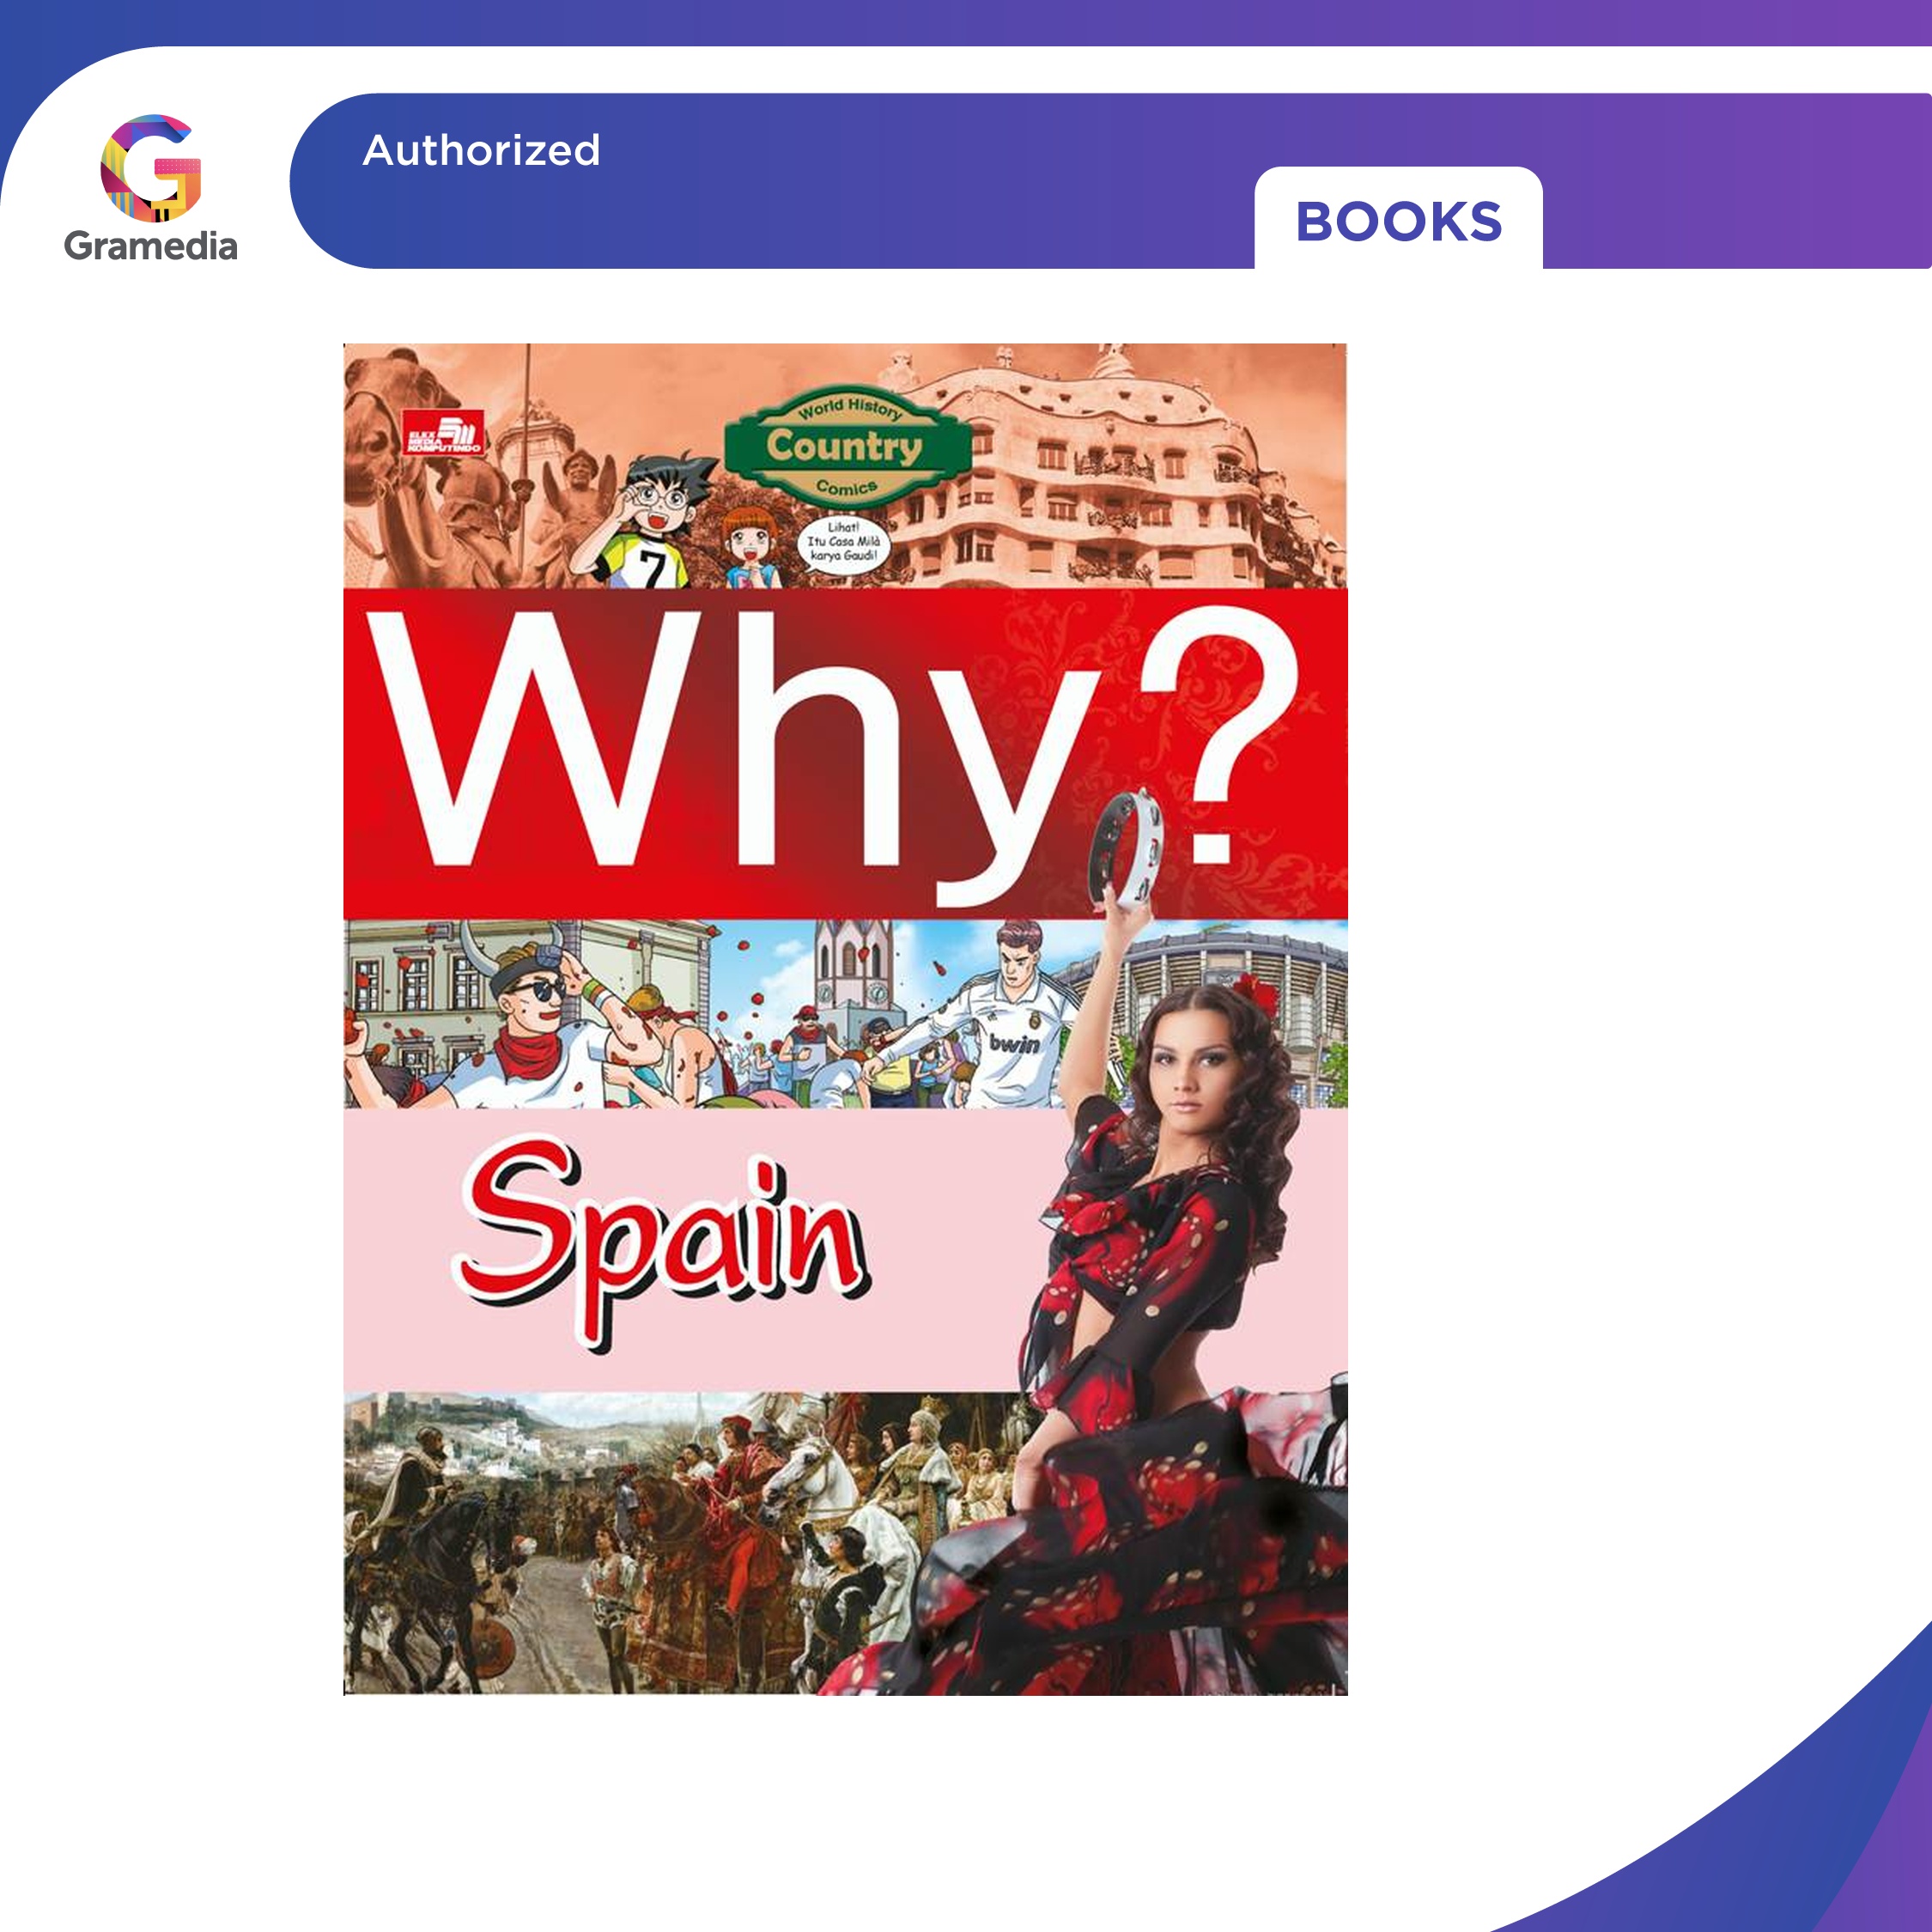 Authorized
Gramedia
BOOKS
ELEX
MEDIA
KOMPUTINDO
World History
Country
Comics
Lihat!
Itu Casa Milà
karya Gaudi!
7
Why?
bwin
Spain